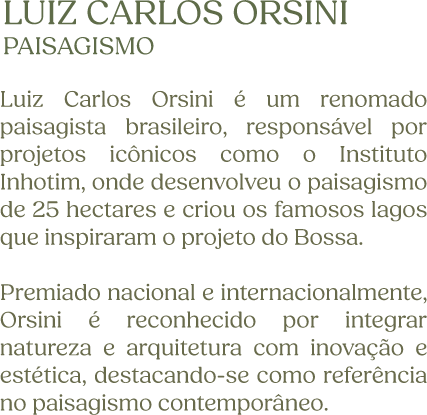 LUIZ CARLOS ORSINI
PAISAGISMO
Luiz Carlos Orsini é um renomado
paisagista brasileiro, responsável por
projetos icônicos como o Instituto
Inhotim, onde desenvolveu o paisagismo
de 25 hectares e criou os famosos lagos
que inspiraram o projeto do Bossa.
Premiado nacional e internacionalmente,
Orsini é reconhecido por integrar
natureza e arquitetura com inovação e
estética, destacando-se como referência
no paisagismo contemporâneo.